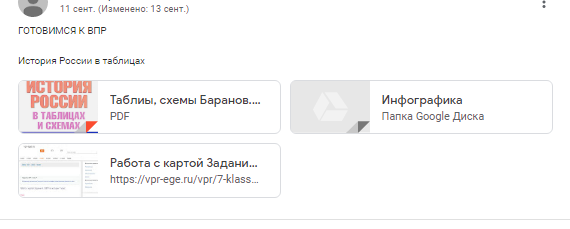 11 сент. (Изменено: 13 сент.)
ГОТОВИМСЯ К ВПР
История России в таблицах
ИСТОРИЯ
РОССИИ
В ТАБЛИЦАХ
И СХЕМАХ
Таблиы, схемы Баранов....
PDF
Инфографика
Папка Google Диска
Работа с картой Задани...
https://vpr-ege.ru/vpr/7-klass...